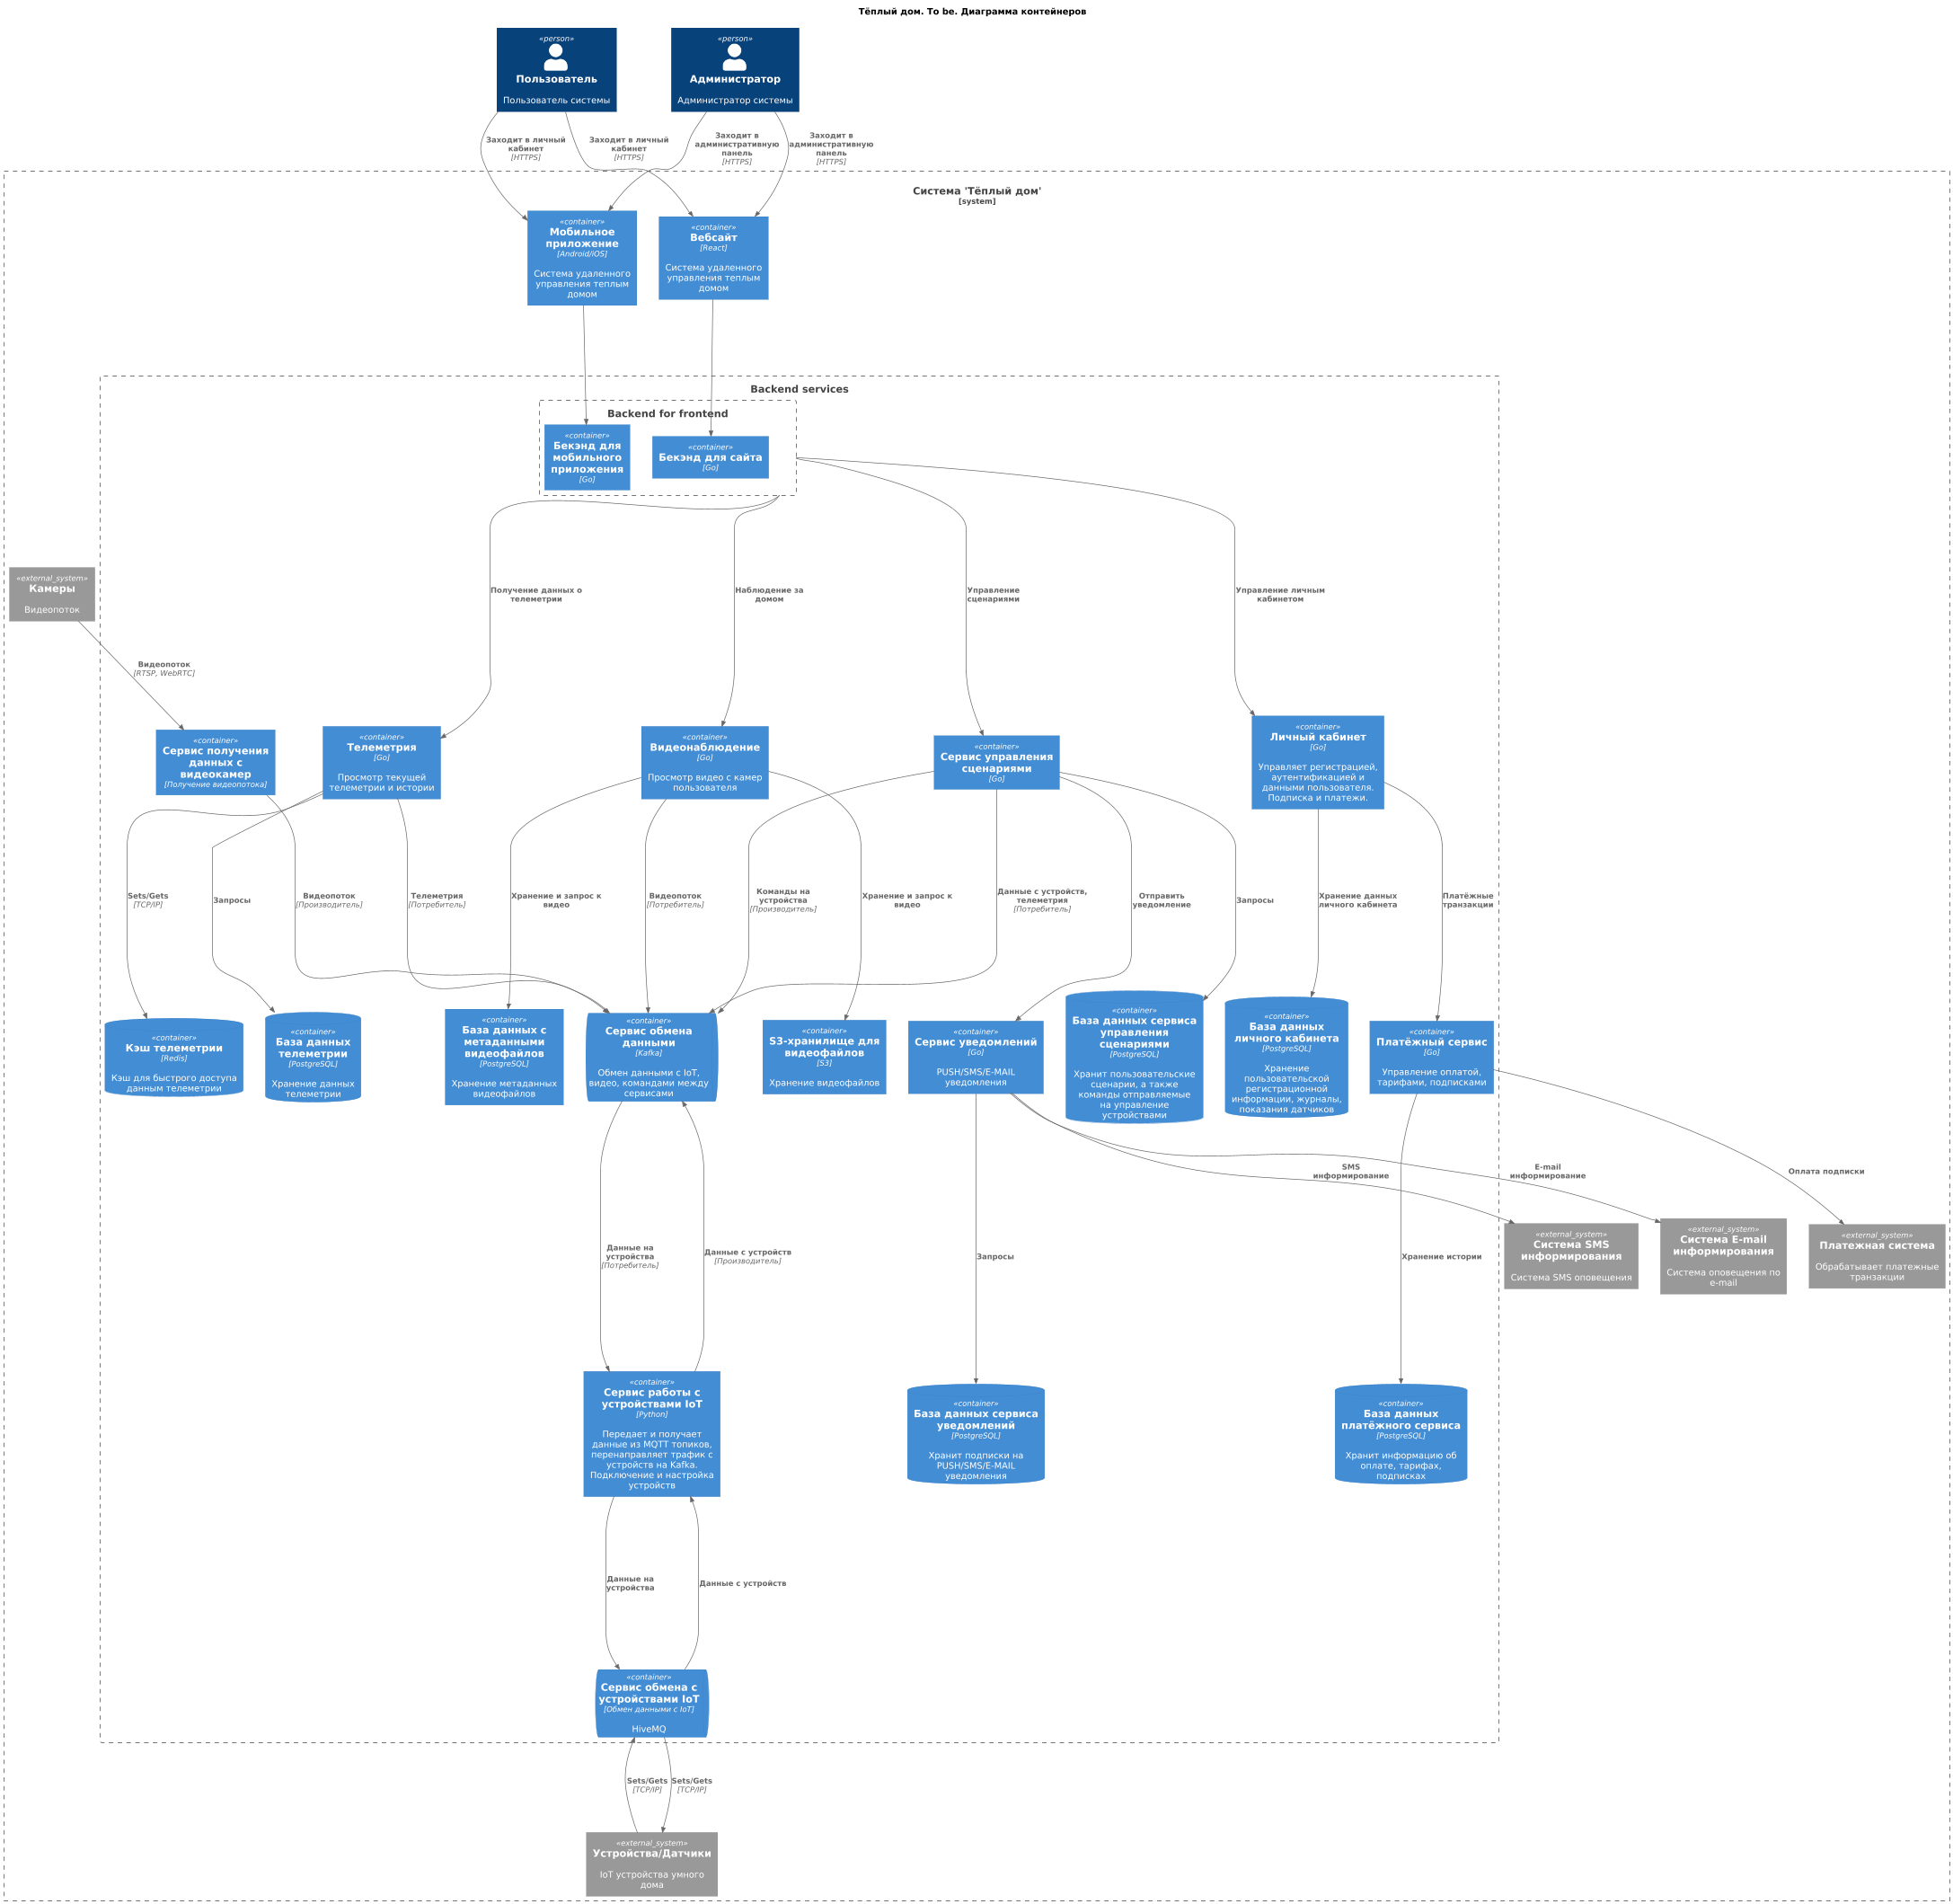 Тёплый дом. To be. Диаграмма контейнеров
«person»
Пользователь
Пользователь системы
«person»
Администратор
Администратор системы
Заходит в личный
кабинет
[HTTPS]
Заходит в личный
кабинет
[HTTPS]
Заходит в
административную
панель
[HTTPS]
Заходит в
административную
панель
[HTTPS]
Система 'Тёплый дом'
[system]
«container»
Мобильное
приложение
[Android/iOS]
Система удаленного
управления теплым
домом
«container»
Вебсайт
[React]
Система удаленного
управления теплым
домом
Backend services
Backend for frontend
«container»
Бекэнд для
мобильного
приложения
[Go]
«container»
Бекэнд для сайта
[Go]
«external_system»
Камеры
Видеопоток
Получение данных о
телеметрии
Наблюдение за
домом
Управление
сценариями
Управление личным
кабинетом
Видеопоток
[RTSP, WebRTC]
«container»
Сервис получения
данных с
видеокамер
[Получение видеопотока]
«container»
Телеметрия
[Go]
Просмотр текущей
телеметрии и истории
«container»
Видеонаблюдение
[Go]
Просмотр видео с камер
пользователя
«container»
Сервис управления
сценариями
[Go]
«container»
Личный кабинет
[Go]
Управляет регистрацией,
аутентификацией и
данными пользователя.
Подписка и платежи.
Sets/Gets
[TCP/IP]
Запросы
Видеопоток
[Производитель]
Телеметрия
[Потребитель]
Хранение и запрос к
видео
Видеопоток
[Потребитель]
Команды на
устройства
[Производитель]
Хранение и запрос к
видео
Данные с устройств,
телеметрия
[Потребитель]
Отправить
уведомление
Запросы
Хранение данных
личного кабинета
Платёжные
транзакции
«container»
Кэш телеметрии
[Redis]
Кэш для быстрого доступа
данным телеметрии
«container»
База данных
телеметрии
[PostgreSQL]
Хранение данных
телеметрии
«container»
База данных с
метаданными
видеофайлов
[PostgreSQL]
Хранение метаданных
видеофайлов
«container»
Сервис обмена
данными
[Kafka]
Обмен данными с IoT,
видео, командами между
сервисами
«container»
S3-хранилище для
видеофайлов
[S3]
Хранение видеофайлов
«container»
Сервис уведомлений
[Go]
PUSH/SMS/E-MAIL
уведомления
«container»
База данных сервиса
управления
сценариями
[PostgreSQL]
Хранит пользовательские
сценарии, а также
команды отправляемые
на управление
устройствами
«container»
База данных
личного кабинета
[PostgreSQL]
Хранение
пользовательской
регистрационной
информации, журналы,
показания датчиков
«container»
Платёжный сервис
[Go]
Управление оплатой,
тарифами, подписками
SMS
информирование
E-mail
информирование
Оплата подписки
Данные на
устройства
[Потребитель]
Данные с устройств
[Производитель]
Запросы
Хранение истории
«external_system»
Система SMS
информирования
Система SMS оповещения
«external_system»
Система E-mail
информирования
Система оповещения по
e-mail
«external_system»
Платежная система
Обрабатывает платежные
транзакции
«container»
Сервис работы с
устройствами IoT
[Python]
Передает и получает
данные из MQTT топиков,
перенаправляет трафик с
устройств на Kafka.
Подключение и настройка
устройств
«container»
База данных сервиса
уведомлений
[PostgreSQL]
Хранит подписки на
PUSH/SMS/E-MAIL
уведомления
«container»
База данных
платёжного сервиса
[PostgreSQL]
Хранит информацию об
оплате, тарифах,
подписках
Данные на
устройства
Данные с устройств
«container»
Сервис обмена с
устройствами IoT
[Обмен данными с IoT]
HiveMQ
Sets/Gets
[TCP/IP]
Sets/Gets
[TCP/IP]
«external_system»
Устройства/Датчики
IoT устройства умного
дома